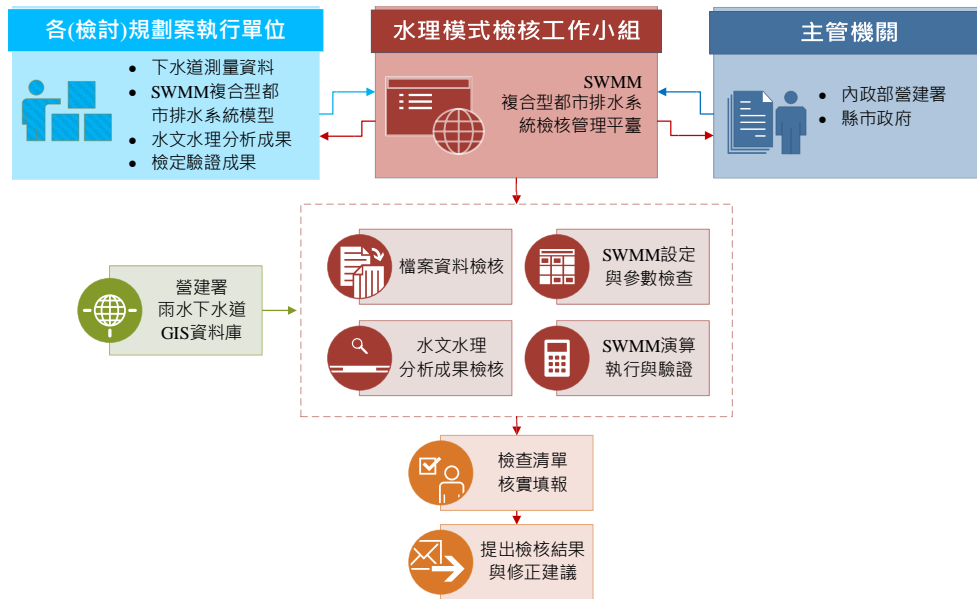 各(檢討)規劃案執行單位
• 下水道測量資料
• SWMM複合型都
市排水系統模型
• 水文水理分析成果
• 檢定驗證成果
水理模式檢核工作小組
SWMM
複合型都市排水系
統檢核管理平臺
主管機關
• 內政部營建署
• 縣市政府
營建署
雨水下水道
GIS資料庫
檔案資料檢核
SWMM設定
與參數檢查
水文水理
分析成果檢核
SWMM演算
執行與驗證
檢查清單
核實填報
提出檢核結果
與修正建議